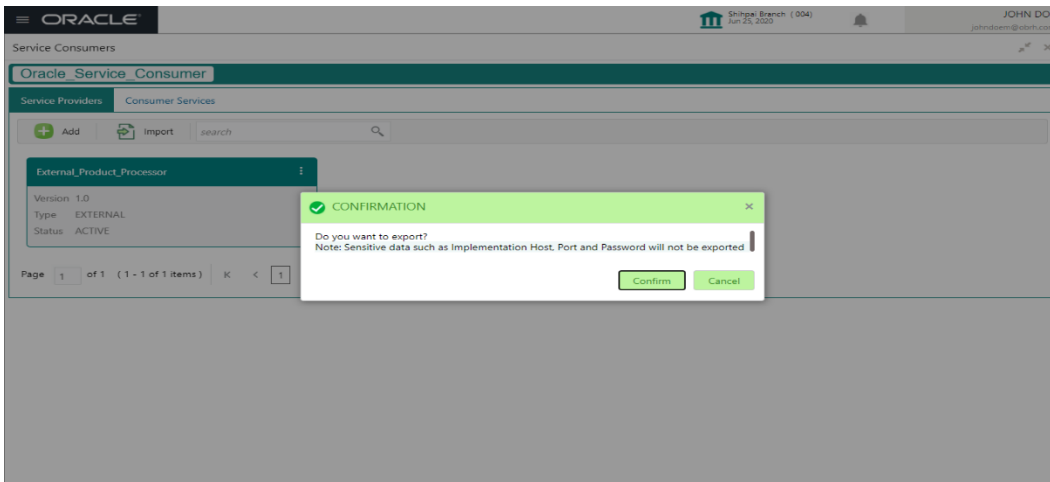 ORACLE
Shihpal Branch ( 004)
Jun 25, 2020
JOHN DO
johndoern@obrh.co
Service Consumers
Oracle_Service_Consumer
Service Providers Consumer Services
Add Import search
External_Product_Processor
Version 1.0
Type EXTERNAL
Status ACTIVE
CONFIRMATION
Do you want to export?
Note: Sensitive data such as Implementation Host, Port and Password will not be exported
Confirm Cancel
Page 1 of 1 ( 1 - 1 of 1 items ) 1